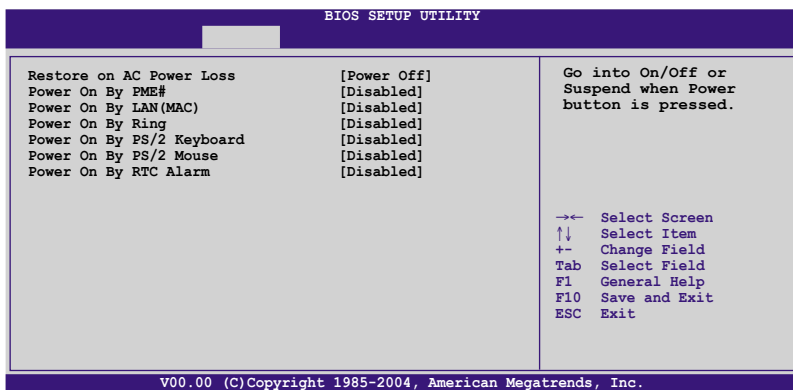 BIOS SETUP UTILITY
Restore on AC Power Loss [Power Off]
Power On By PME# [Disabled]
Power On By LAN(MAC) [Disabled]
Power On By Ring [Disabled]
Power On By PS/2 Keyboard [Disabled]
Power On By PS/2 Mouse [Disabled]
Power On By RTC Alarm [Disabled]
Go into On/Off or
Suspend when Power
button is pressed.
→← Select Screen
↑↓ Select Item
+- Change Field
Tab Select Field
F1 General Help
F10 Save and Exit
ESC Exit
V00.00 (C)Copyright 1985-2004, American Megatrends, Inc.